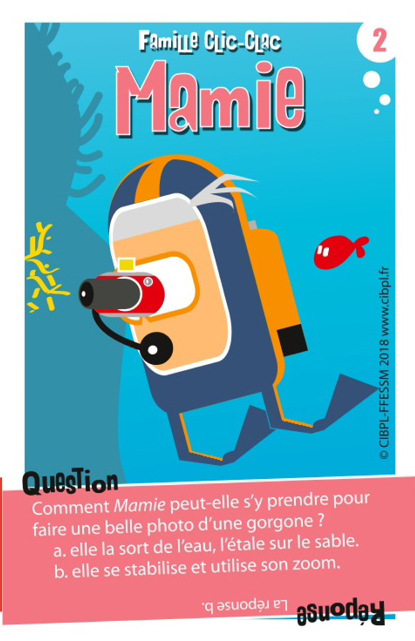 Famille Clic-Clac
2
Mamie
© CIBPL-FFESSM 2018 www.cibpl.fr
Question
Comment Mamie peut-elle s'y prendre pour
faire une belle photo d'une gorgone ?
a. elle la sort de l'eau, l'étale sur le sable.
b. elle se stabilise et utilise son zoom.
La réponse b.
Réponse